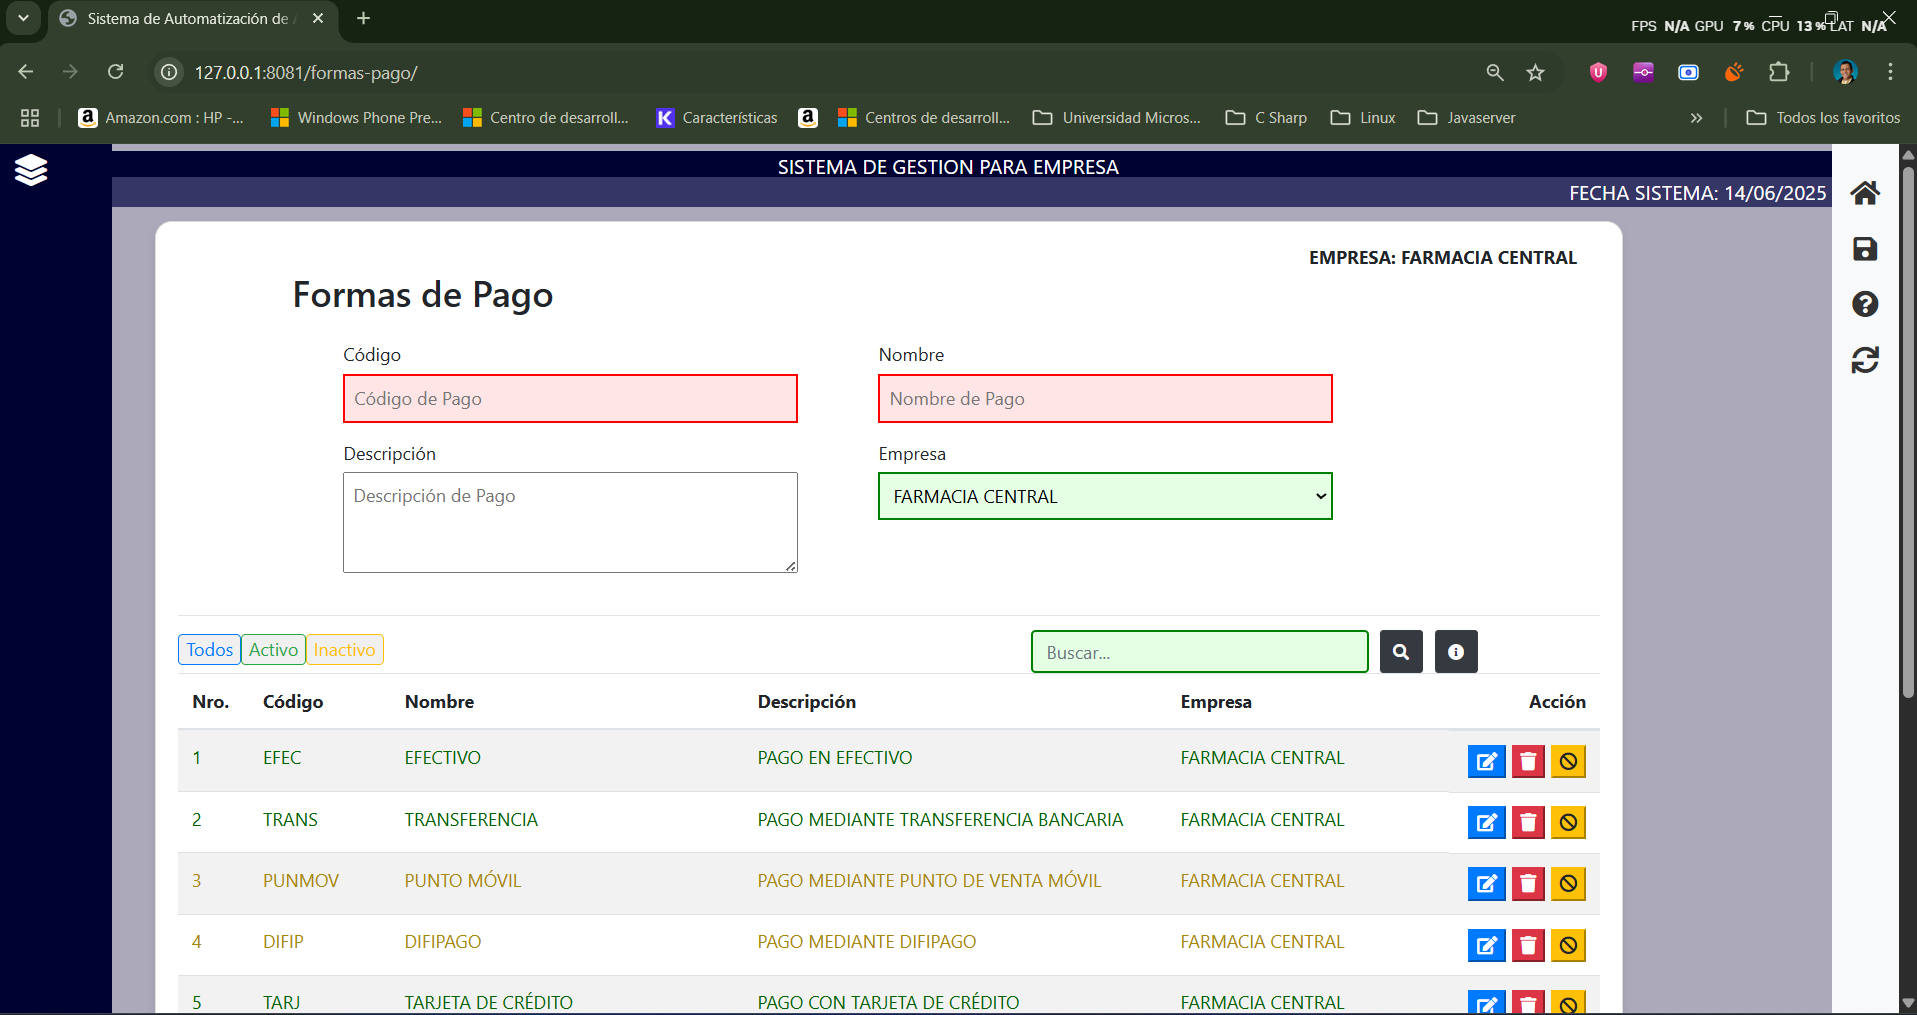 Sistema de Automatización de
FPS N/A GPU 7% CPU 13% LAT N/A
127.0.0.1:8081/formas-pago/
Amazon.com : HP -... Windows Phone Pre... Centro de desarroll... Características Centros de desarroll... Universidad Micros... C Sharp Linux Javaserver » Todos los favoritos
SISTEMA DE GESTION PARA EMPRESA
FECHA SISTEMA: 14/06/2025
EMPRESA: FARMACIA CENTRAL
Formas de Pago
Código Nombre
Código de Pago Nombre de Pago
Descripción Empresa
Descripción de Pago FARMACIA CENTRAL
Todos Activo Inactivo Buscar...
Nro. Código Nombre Descripción Empresa Acción
1 EFEC EFECTIVO PAGO EN EFECTIVO FARMACIA CENTRAL
2 TRANS TRANSFERENCIA PAGO MEDIANTE TRANSFERENCIA BANCARIA FARMACIA CENTRAL
3 PUNMOV PUNTO MÓVIL PAGO MEDIANTE PUNTO DE VENTA MÓVIL FARMACIA CENTRAL
4 DIFIP DIFIPAGO PAGO MEDIANTE DIFIPAGO FARMACIA CENTRAL
5 TARJ TARJETA DE CRÉDITO PAGO CON TARJETA DE CRÉDITO FARMACIA CENTRAL